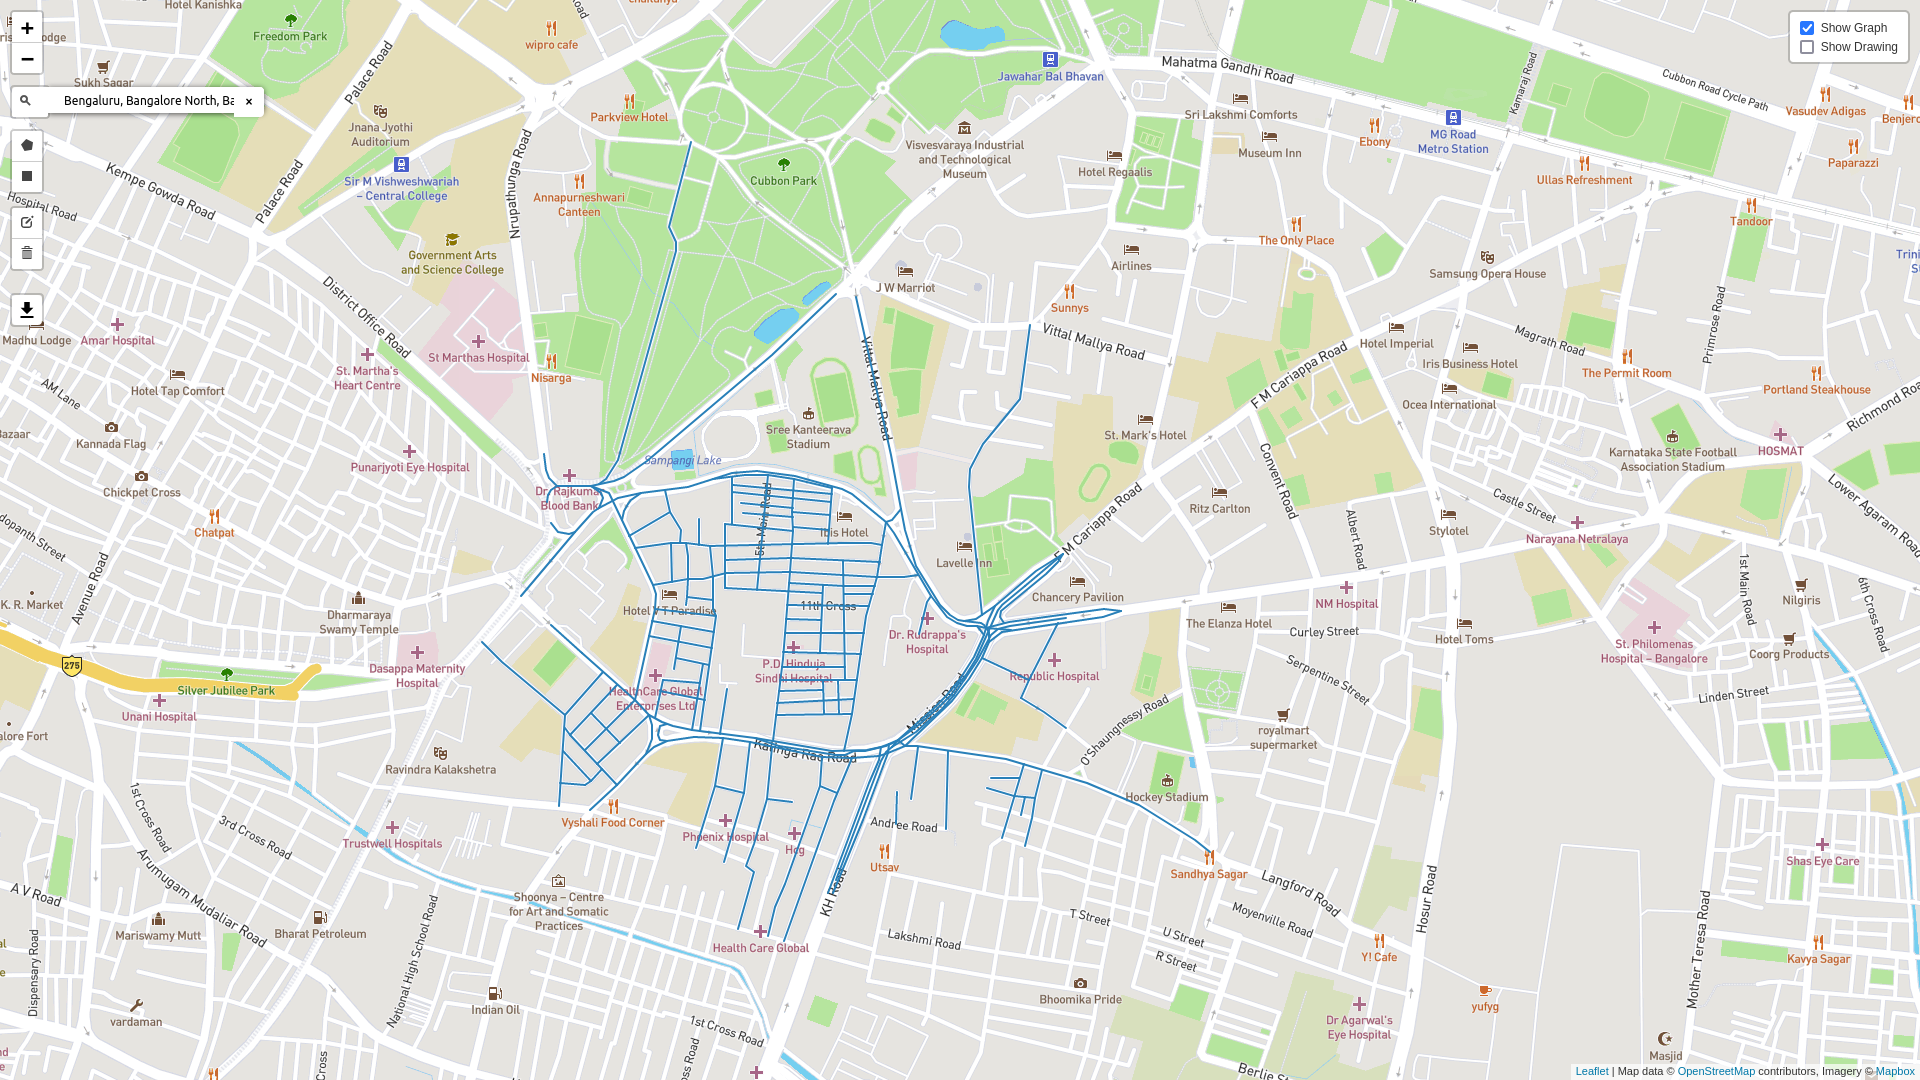 Hotel Kanishka
Freedom Park
wipro cafe
Palace Road
Sukh Sagar
Parkview Hotel
Jnana Jyothi
Auditorium
Nrupathunga Road
Jawahar Bal Bhavan
Mahatma Gandhi Road
Kamaraj Road
Cubbon Road Cycle Path
Show Graph
Show Drawing
+
−
Bengaluru, Bangalore North, Ba
×
Vasudev Adigas
Benjaro
Sri Lakshmi Comforts
MG Road
Metro Station
Ebony
Museum Inn
Paparazzi
Visvesvaraya Industrial
and Technological
Museum
Hotel Regaalis
Ullas Refreshment
Cubbon Park
Sir M Vishweshwariah
– Central College
Kempe Gowda Road
Palace Road
Hospital Road
Annapurneshwari
Canteen
Tandoor
The Only Place
Government Arts
and Science College
Airlines
Samsung Opera House
J W Marriot
Sunnys
District Office Road
Madhu Lodge
Amar Hospital
St Marthas Hospital
Vittal Mallya Road
Vittal Mallya Road
Magrath Road
Primrose Road
Hotel Imperial
Iris Business Hotel
F M Cariappa Road
St. Martha's
Heart Centre
Nisarga
The Permit Room
Portland Steakhouse
Hotel Tap Comfort
AM Lane
Ocea International
Richmond Road
Bazaar
Kannada Flag
Sree Kanteerava
Stadium
St. Mark's Hotel
Karnataka State Football
Association Stadium
HOSMAT
Sampangi Lake
Punarjyoti Eye Hospital
Convent Road
Chickpet Cross
Dr. Rajkumar
Blood Bank
Ritz Carlton
Castle Street
Lower Agaram Road
Chatpat
Ibis Hotel
5th Main Road
F M Cariappa Road
Albert Road
Stylotel
Narayana Netralaya
Lavelle Inn
Avenue Road
K. R. Market
Chancery Pavilion
NM Hospital
1st Main Road
Nilgiris
6th Cross Road
Dharmaraya
Swamy Temple
Hotel V T Paradise
11th Cross
The Elanza Hotel
Curley Street
Hotel Toms
Dr. Rudrappa's
Hospital
St. Philomenas
Hospital – Bangalore
Coorg Products
275
Dasappa Maternity
Hospital
P.D. Hinduja
Sindhi Hospital
Republic Hospital
Serpentine Street
Silver Jubilee Park
HealthCare Global
Enterprises Ltd
Linden Street
Unani Hospital
Mission Road
O'Shaungnessy Road
royalmart
supermarket
Kalinga Rao Road
Ravindra Kalakshetra
Hockey Stadium
1st Cross Road
3rd Cross Road
Vyshali Food Corner
Andree Road
Trustwell Hospitals
Phoenix Hospital
Hcg
Utsav
Sandhya Sagar
Shas Eye Care
Arumugam Mudaliar Road
A V Road
Shoonya – Centre
for Art and Somatic
Practices
KH Road
Langford Road
Hosur Road
T Street
Moyenville Road
Mariswamy Mutt
Bharat Petroleum
National High School Road
Health Care Global
Lakshmi Road
U Street
R Street
Y! Cafe
Kavya Sagar
Mother Teresa Road
Dispensary Road
Indian Oil
Bhoomika Pride
yufyg
vardaman
1st Cross Road
Dr Agarwal's
Eye Hospital
Masjid
Leaflet | Map data © OpenStreetMap contributors, Imagery © Mapbox